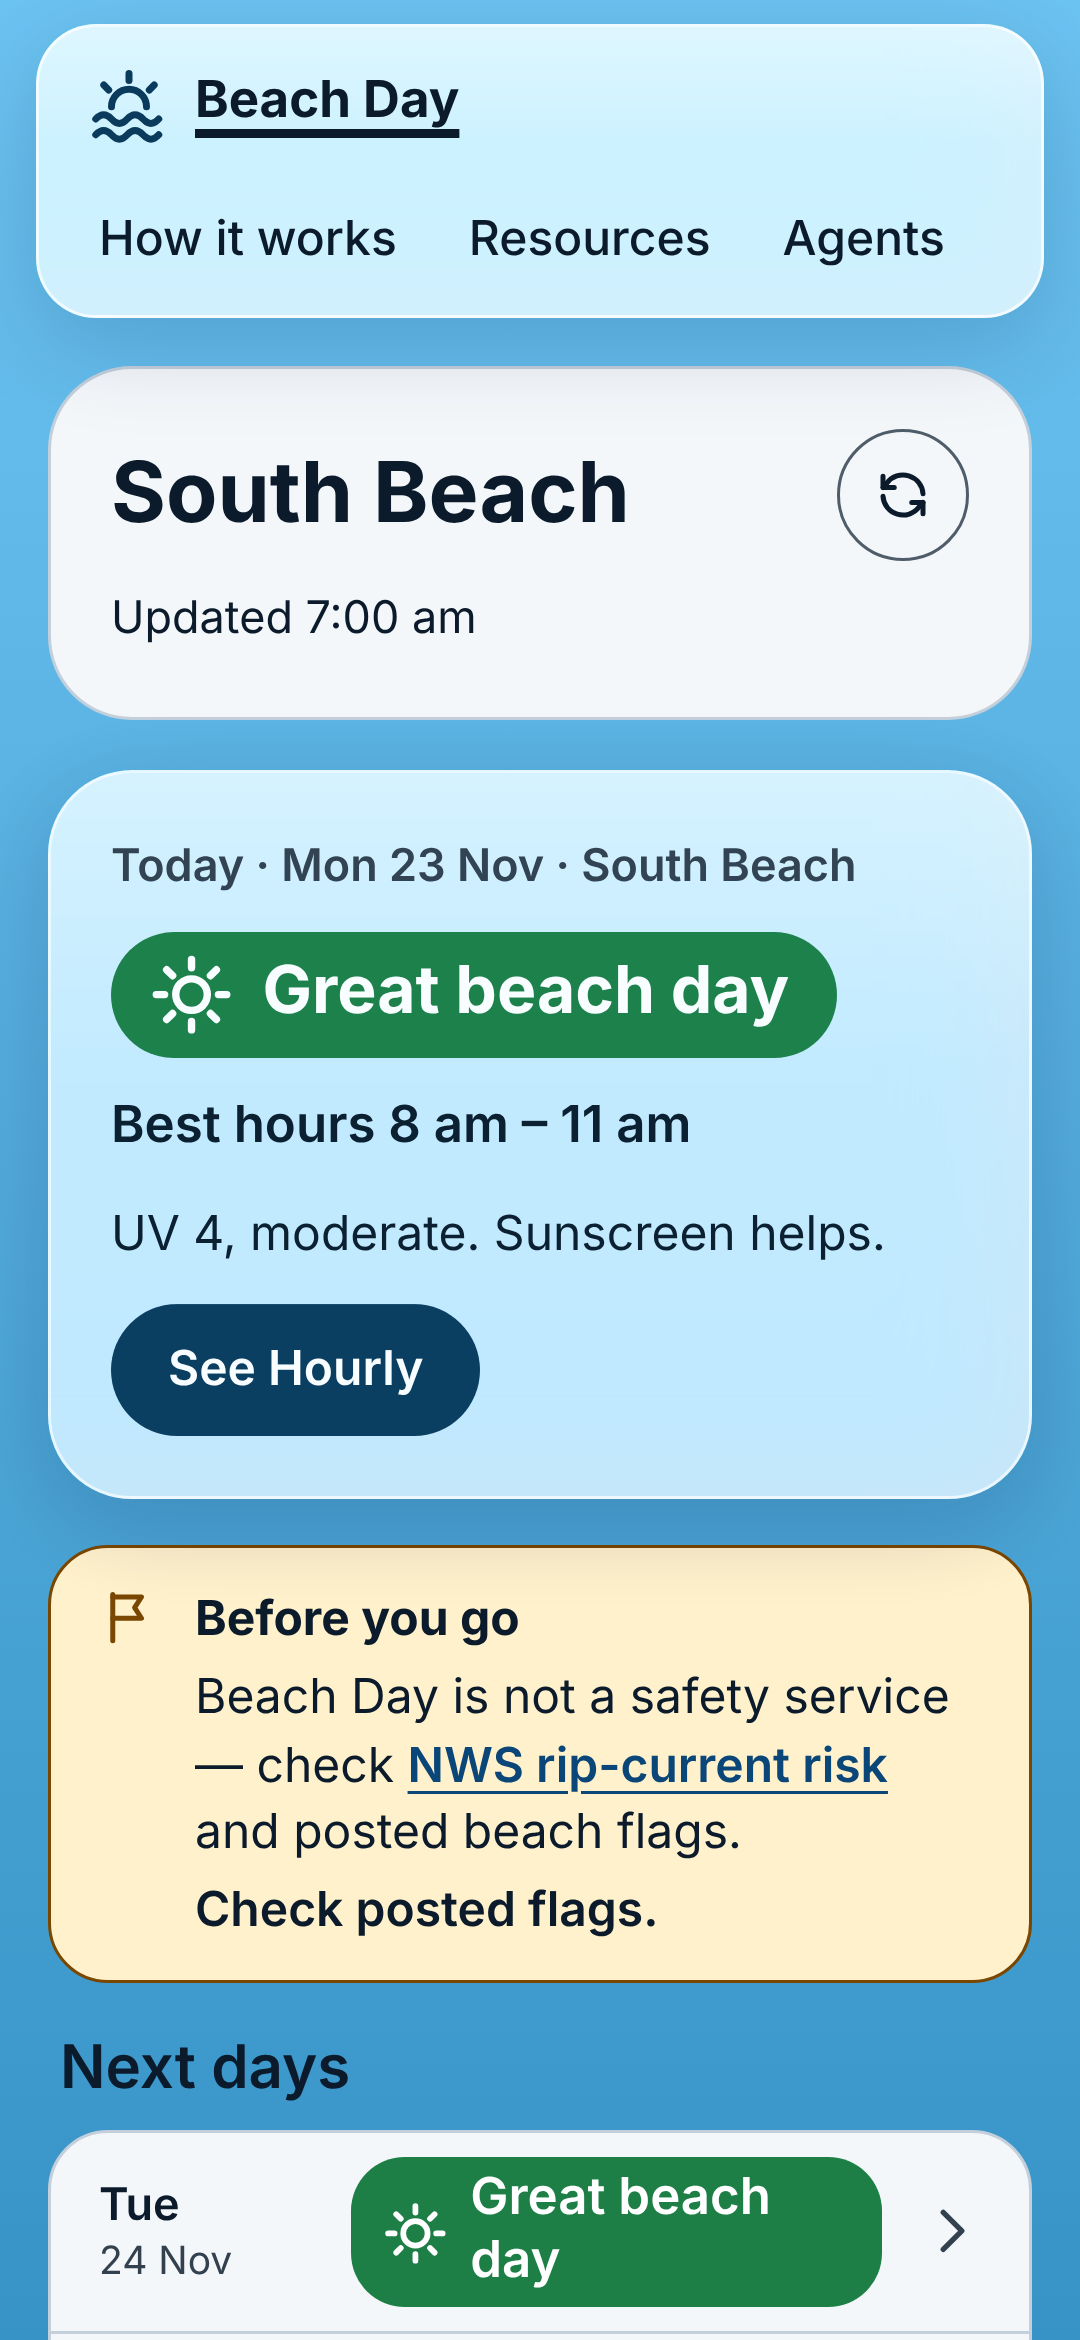 Beach Day
How it works Resources Agents
South Beach
Updated 7:00 am
Today · Mon 23 Nov · South Beach
Great beach day
Best hours 8 am – 11 am
UV 4, moderate. Sunscreen helps.
See Hourly
Before you go
Beach Day is not a safety service
— check NWS rip-current risk
and posted beach flags.
Check posted flags.
Next days
Tue
24 Nov
Great beach
day